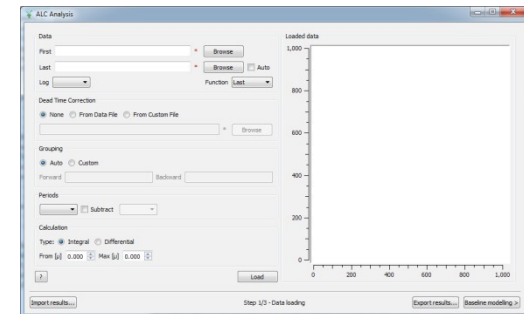 ALC Analysis
Data
First * Browse
Last * Browse Auto
Log Function Last
Dead Time Correction
None From Data File From Custom File
* Browse
Grouping
Auto Custom
Forward Backward
Periods
Subtract
Calculation
Type: Integral Differential
From [μ] 0.000 Max [μ] 0.000
? Load
Loaded data
1,000
800
600
400
200
0
0 200 400 600 800 1,000
Import results... Step 1/3 - Data loading Export results... Baseline modelling >